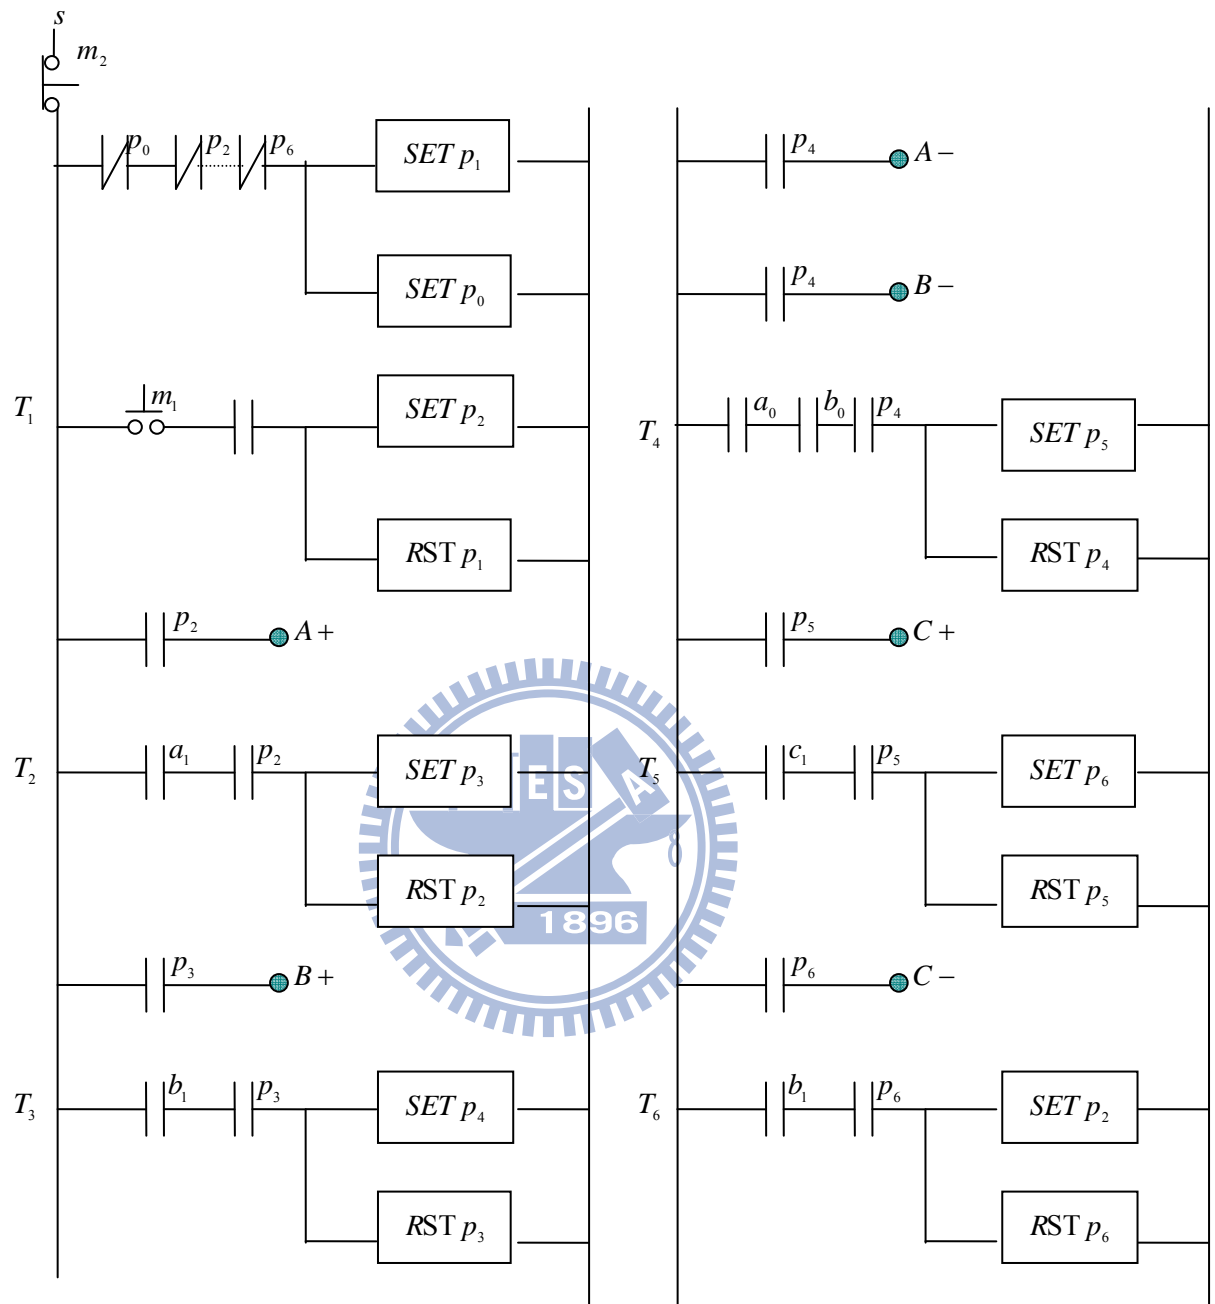 s
m₂
p₀ p₂ p₆
SET p₁
SET p₀
T₁
m₁
SET p₂
RST p₁
p₂ A +
T₂
a₁ p₂
SET p₃
RST p₂
p₃ B +
T₃
b₁ p₃
SET p₄
RST p₃
p₄ A −
p₄ B −
T₄
a₀ b₀ p₄
SET p₅
RST p₄
p₅ C +
T₅
c₁ p₅
SET p₆
RST p₅
p₆ C −
T₆
b₁ p₆
SET p₂
RST p₆
E S A
1896